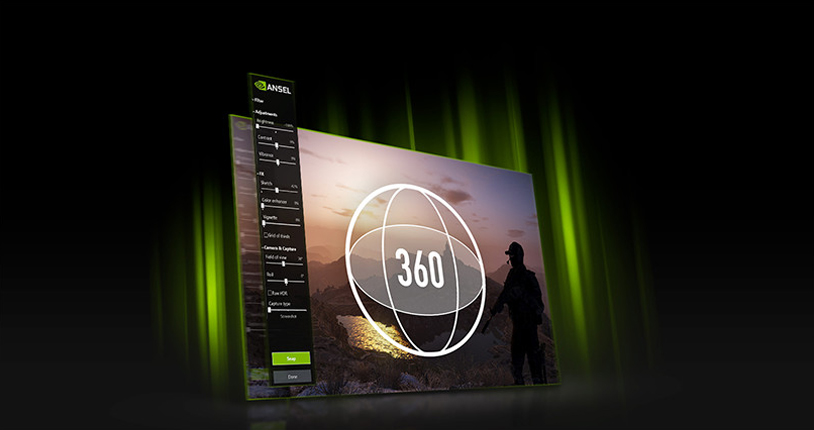 ANSEL
Filter
Adjustments
Brightness
Contrast
Vibrance
FX
Sketch
Color enhancer
Vignette
Grid of thirds
Camera & Capture
Field of view
Roll
Raw HDR
Capture type
Screenshot
Snap
Done
360